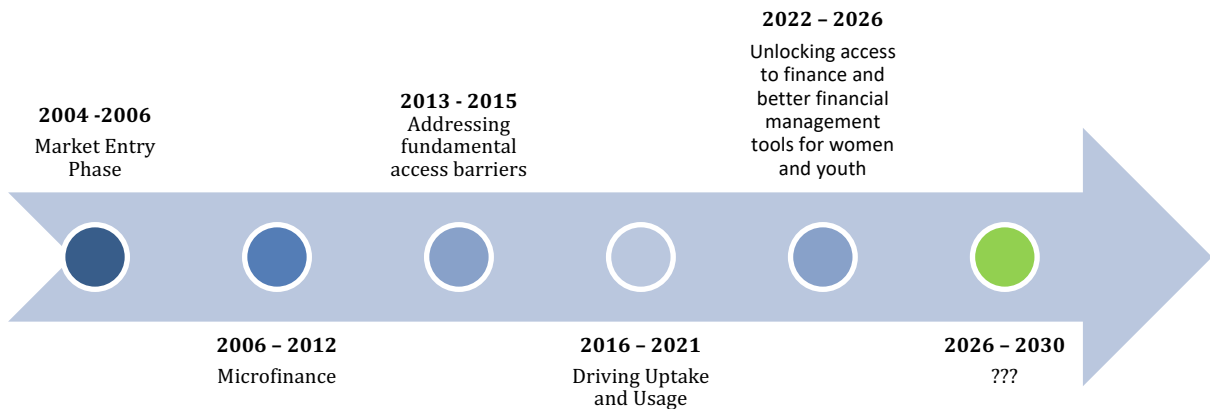 2004 -2006
Market Entry
Phase
2006 – 2012
Microfinance
2013 - 2015
Addressing
fundamental
access barriers
2016 – 2021
Driving Uptake
and Usage
2022 – 2026
Unlocking access
to finance and
better financial
management
tools for women
and youth
2026 – 2030
???